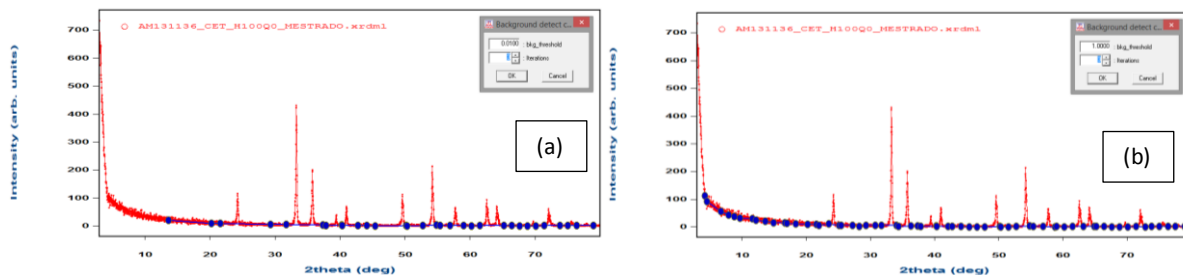 AM131136_CET_H100Q0_MESTRADO.xrdml
Background detect c...
0.0100 : bkg_threshold
: Iterations
OK Cancel
(a)
Intensity (arb. units)
700
600
500
400
300
200
100
0
10 20 30 40 50 60 70
2theta (deg)
AM131136_CET_H100Q0_MESTRADO.xrdml
Background detect c...
1.0000 : bkg_threshold
: Iterations
OK Cancel
(b)
Intensity (arb. units)
700
600
500
400
300
200
100
0
10 20 30 40 50 60 70
2theta (deg)